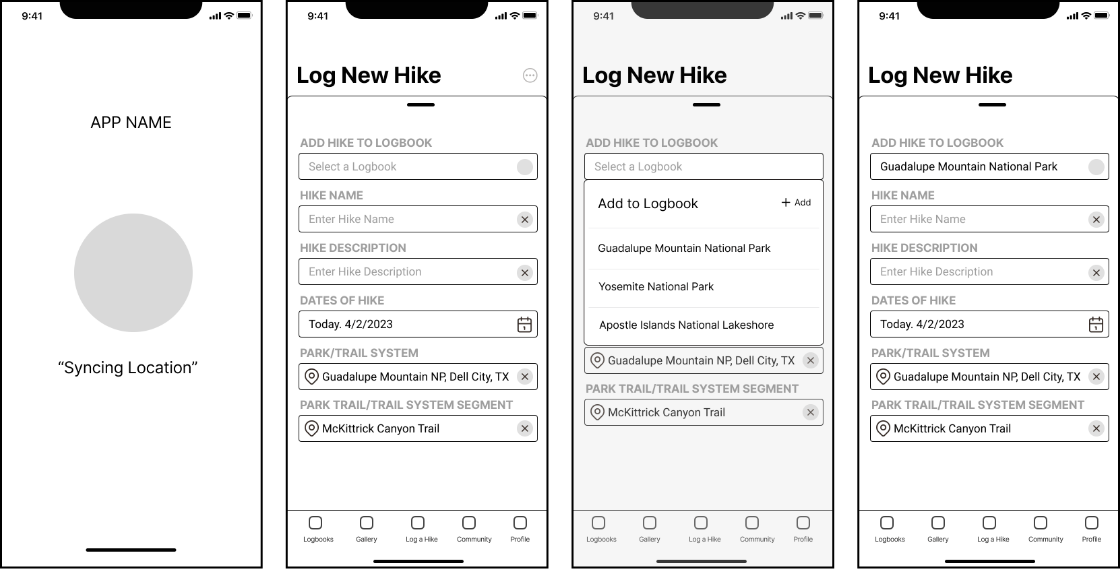 9:41
APP NAME
“Syncing Location”
9:41
Log New Hike
ADD HIKE TO LOGBOOK
Select a Logbook
HIKE NAME
Enter Hike Name
HIKE DESCRIPTION
Enter Hike Description
DATES OF HIKE
Today. 4/2/2023
PARK/TRAIL SYSTEM
Guadalupe Mountain NP, Dell City, TX
PARK TRAIL/TRAIL SYSTEM SEGMENT
McKittrick Canyon Trail
Logbooks Gallery Log a Hike Community Profile
9:41
Log New Hike
ADD HIKE TO LOGBOOK
Select a Logbook
Add to Logbook + Add
Guadalupe Mountain National Park
Yosemite National Park
Apostle Islands National Lakeshore
Guadalupe Mountain NP, Dell City, TX
PARK TRAIL/TRAIL SYSTEM SEGMENT
McKittrick Canyon Trail
Logbooks Gallery Log a Hike Community Profile
9:41
Log New Hike
ADD HIKE TO LOGBOOK
Guadalupe Mountain National Park
HIKE NAME
Enter Hike Name
HIKE DESCRIPTION
Enter Hike Description
DATES OF HIKE
Today. 4/2/2023
PARK/TRAIL SYSTEM
Guadalupe Mountain NP, Dell City, TX
PARK TRAIL/TRAIL SYSTEM SEGMENT
McKittrick Canyon Trail
Logbooks Gallery Log a Hike Community Profile